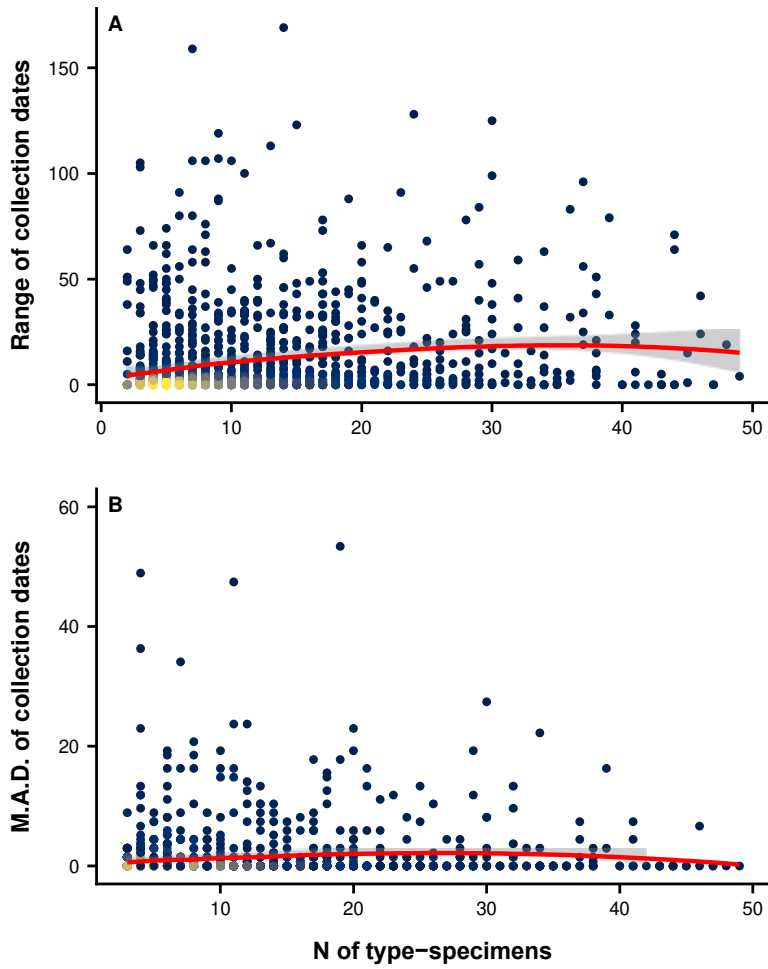 A
Range of collection dates
150
100
50
0
0 10 20 30 40 50
B
M.A.D. of collection dates
60
40
20
0
10 20 30 40 50
N of type−specimens